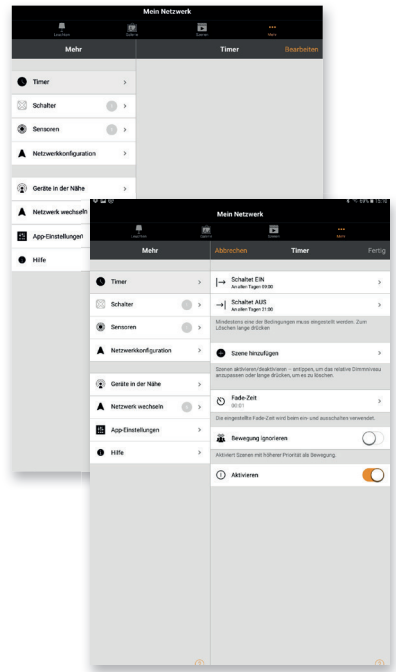 Mein Netzwerk
Leuchten Galerie Szenen Mehr
Mehr Timer Bearbeiten
Timer
Schalter
Sensoren
Netzwerkkonfiguration
Geräte in der Nähe
Netzwerk wechseln
App-Einstellungen
Hilfe
69% 15:10
Mein Netzwerk
Leuchten Galerie Szenen Mehr
Mehr Abbrechen Timer Fertig
Timer
Schalter
Sensoren
Netzwerkkonfiguration
Geräte in der Nähe
Netzwerk wechseln
App-Einstellungen
Hilfe
Schaltet EIN
An allen Tagen 09:00
Schaltet AUS
An allen Tagen 21:00
Mindestens eine der Bedingungen muss eingestellt werden. Zum
Löschen lange drücken
Szene hinzufügen
Szenen aktivieren/deaktivieren – antippen, um das relative Dimmniveau
anzupassen oder lange drücken, um es zu löschen.
Fade-Zeit
00:01
Die eingestellte Fade-Zeit wird beim ein- und ausschalten verwendet.
Bewegung ignorieren
Aktiviert Szenen mit höherer Priorität als Bewegung.
Aktivieren